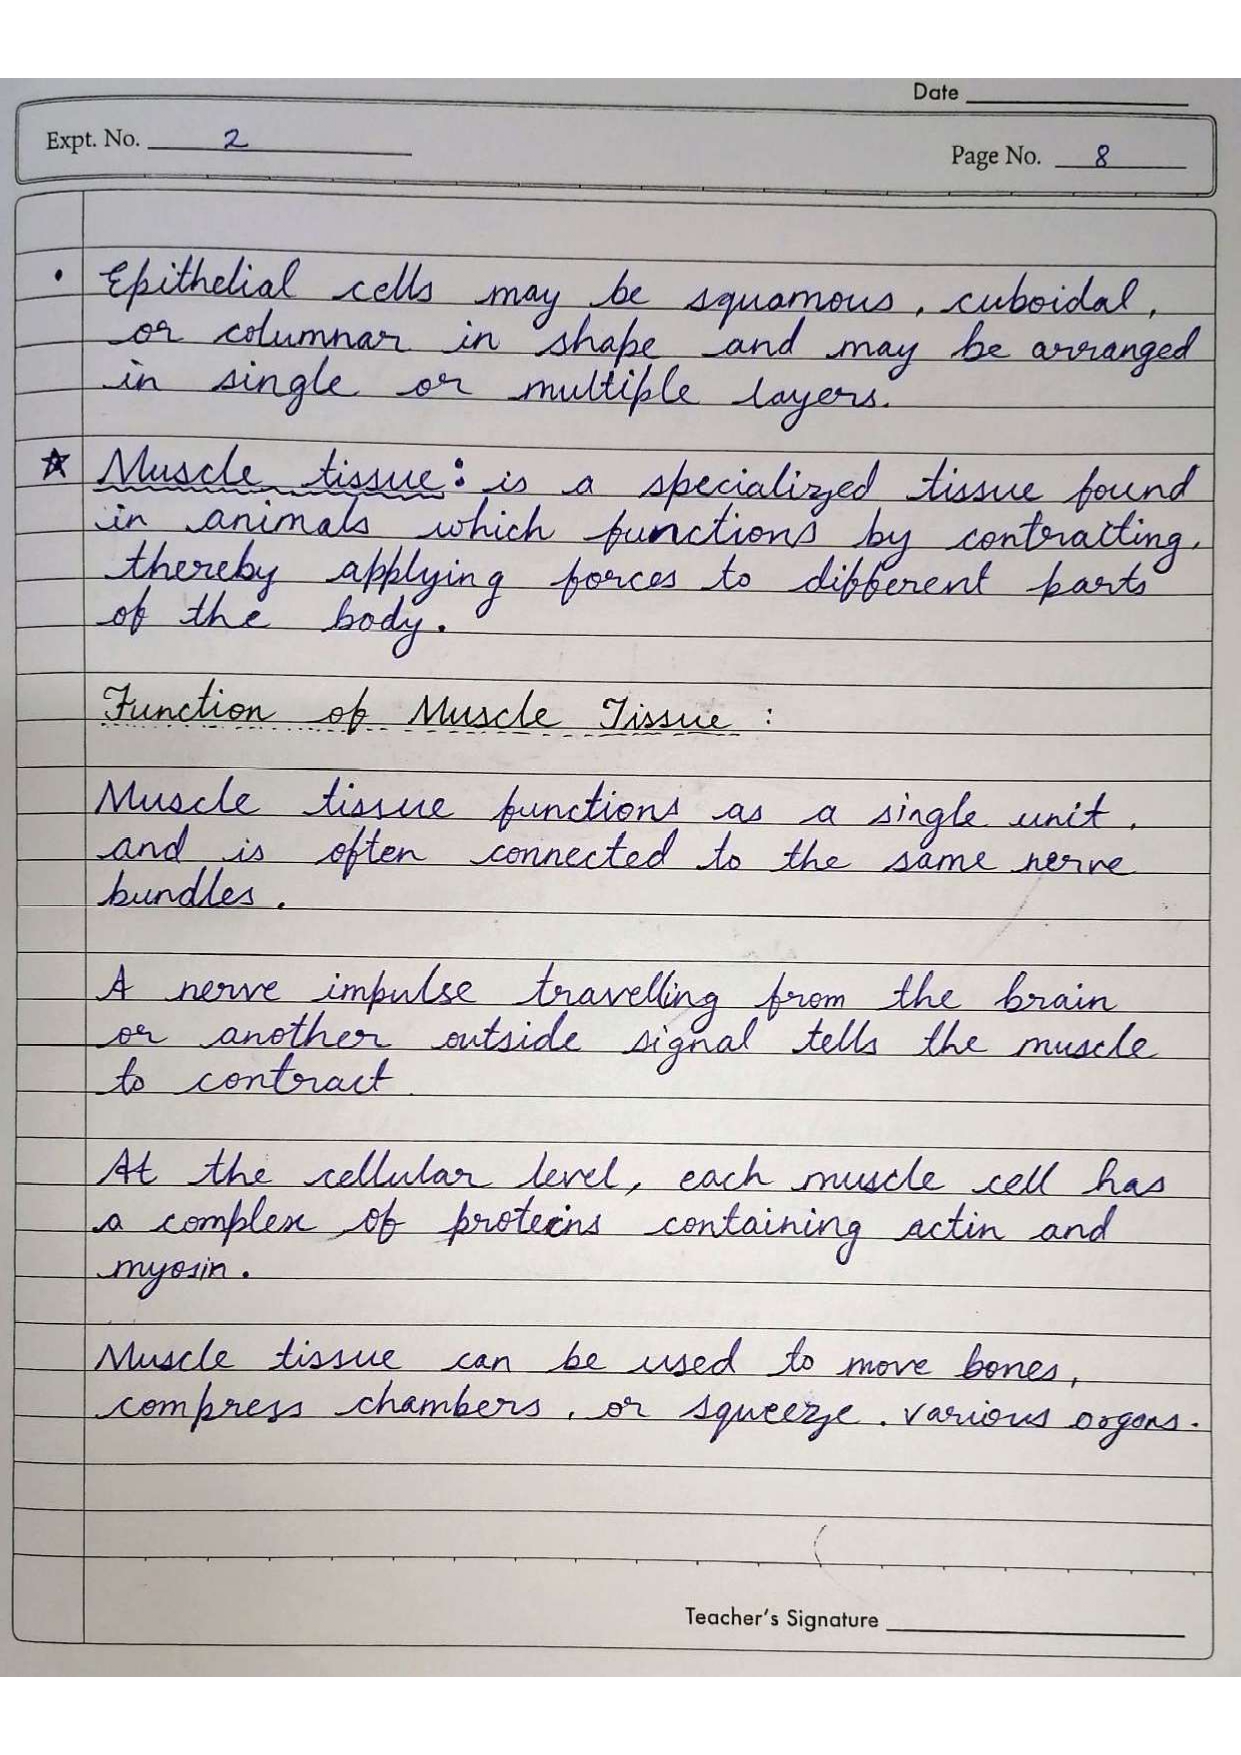 Date
Expt. No. 2
Page No. 8
• Epithelial cells may be squamous, cuboidal,
or columnar in shape and may be arranged
in single or multiple layers.
☆ Muscle tissue: is a specialized tissue found
in animals which functions by contracting,
thereby applying forces to different parts
of the body.
Function of Muscle Tissue :
Muscle tissue functions as a single unit,
and is often connected to the same nerve
bundles.
A nerve impulse travelling from the brain
or another outside signal tells the muscle
to contract.
At the cellular level, each muscle cell has
a complex of proteins containing actin and
myosin.
Muscle tissue can be used to move bones,
compress chambers, or squeeze. various organs.
Teacher's Signature